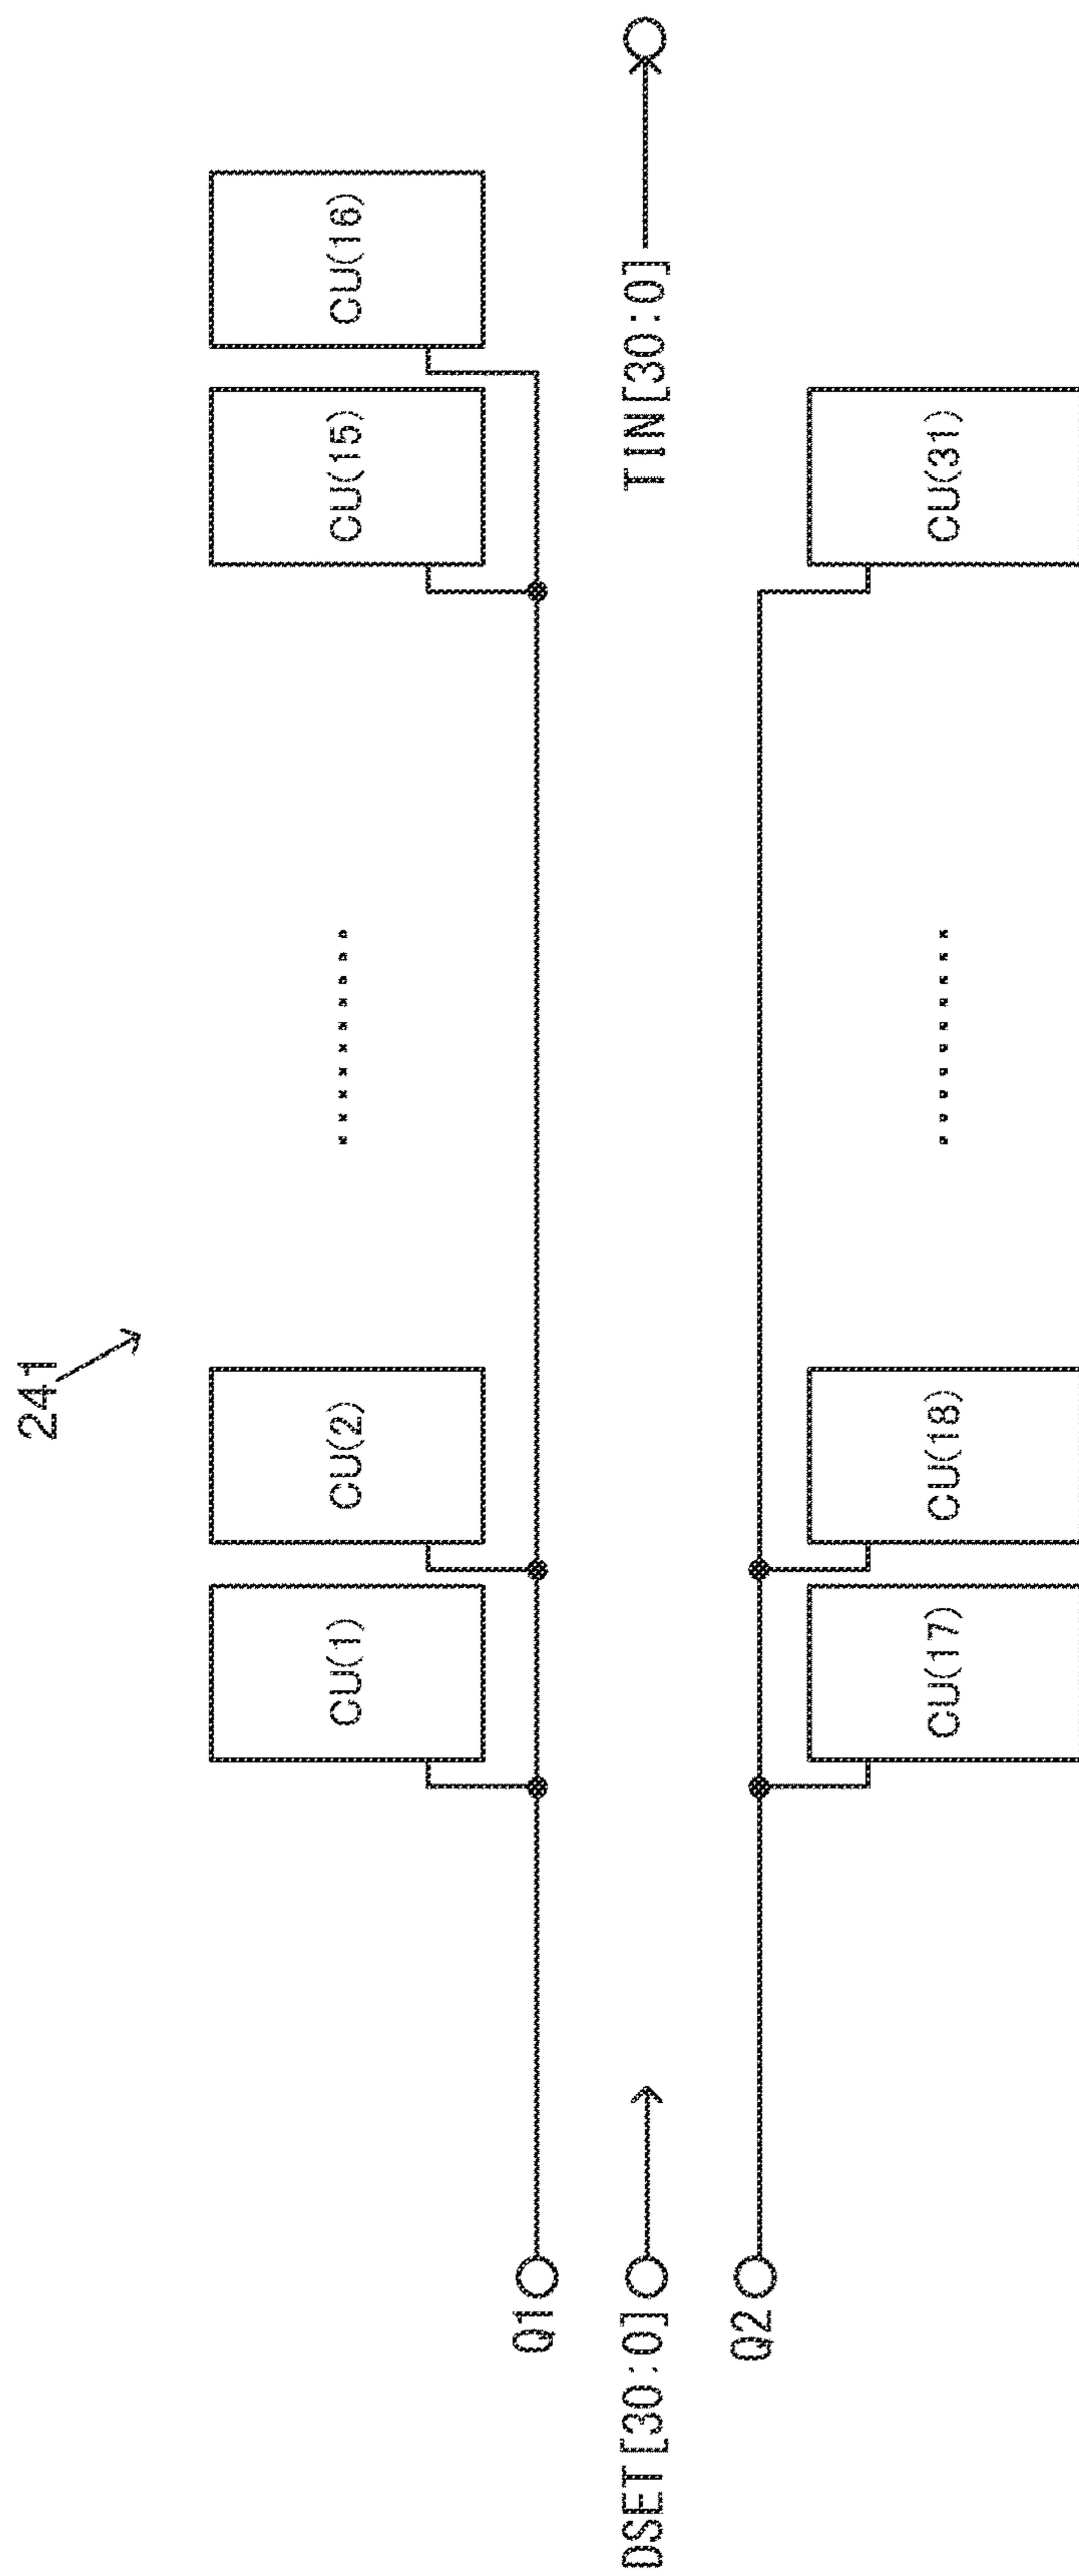 241
CU(1)
CU(2)
CU(15)
CU(16)
Q1
DSET[30:0]
TIN[30:0]
Q2
CU(17)
CU(18)
CU(31)